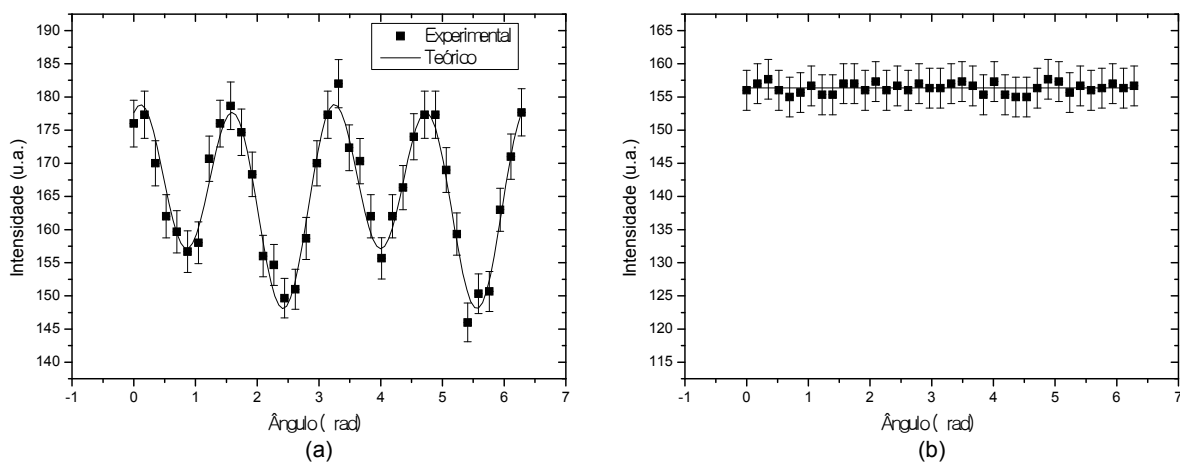 190
185
180
175
170
165
160
155
150
145
140
Intensidade (u.a.)
Experimental
Teórico
-1 0 1 2 3 4 5 6 7
Ângulo ( rad)
(a)
165
160
155
150
145
140
135
130
125
120
115
Intensidade (u.a.)
-1 0 1 2 3 4 5 6 7
Ângulo ( rad)
(b)